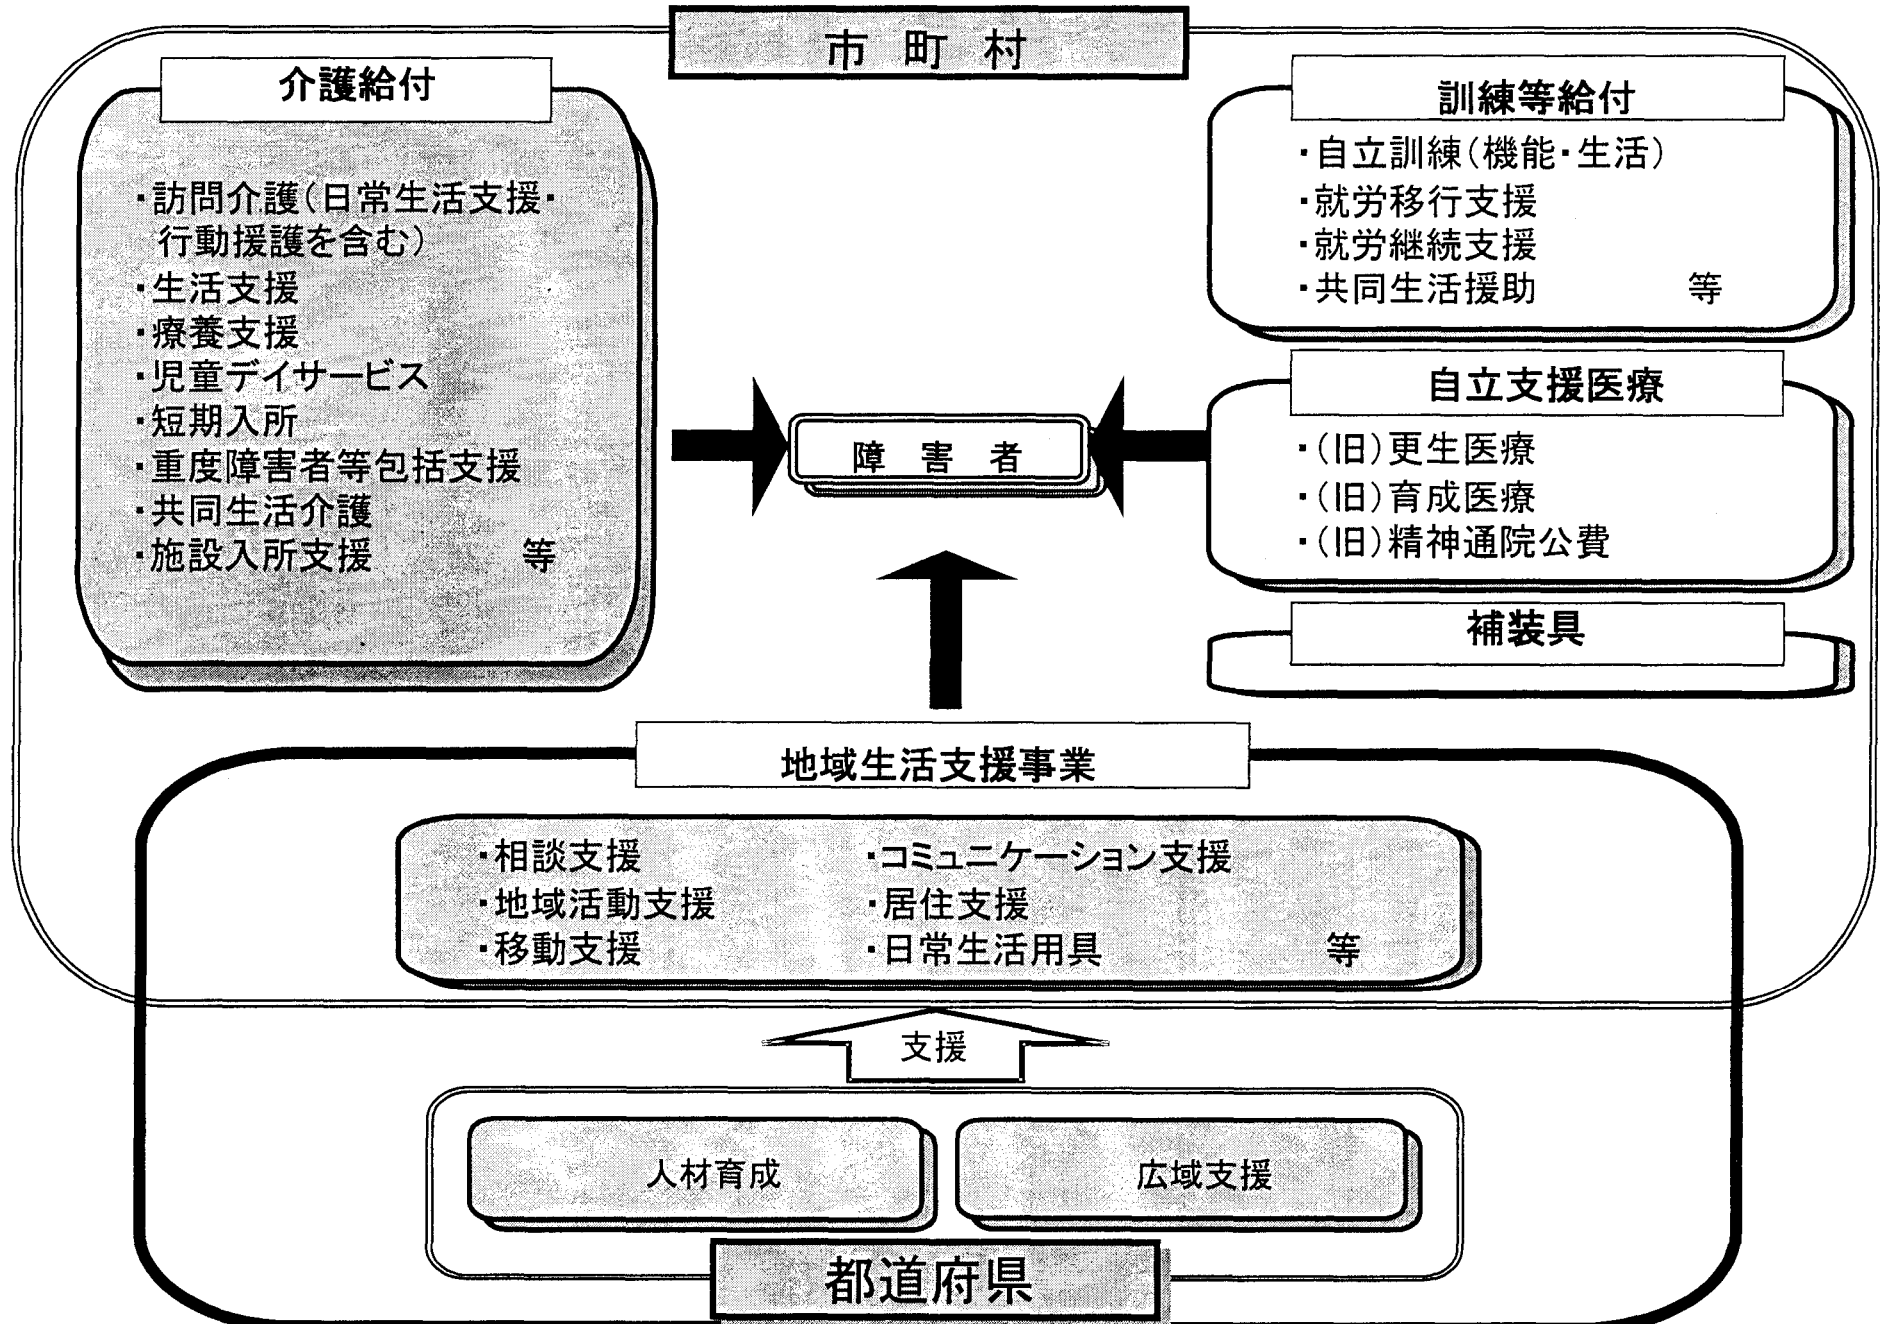 市 町 村
介護給付
・訪問介護(日常生活支援・
行動援護を含む)
・生活支援
・療養支援
・児童デイサービス
・短期入所
・重度障害者等包括支援
・共同生活介護
・施設入所支援 等
訓練等給付
・自立訓練(機能・生活)
・就労移行支援
・就労継続支援
・共同生活援助 等
自立支援医療
・(旧)更生医療
・(旧)育成医療
・(旧)精神通院公費
補装具
障 害 者
地域生活支援事業
・相談支援 ・コミュニケーション支援
・地域活動支援 ・居住支援
・移動支援 ・日常生活用具 等
支援
人材育成 広域支援
都道府県